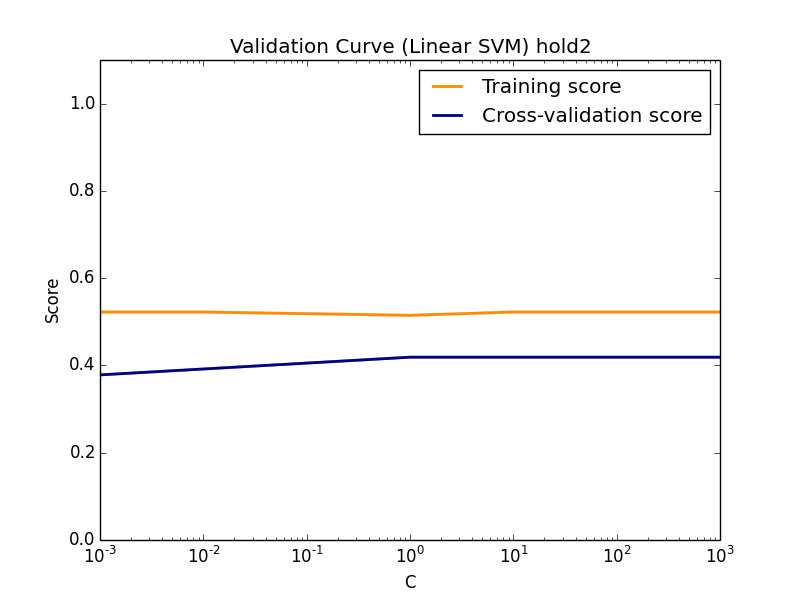 Validation Curve (Linear SVM) hold2
Training score
Cross-validation score
1.0
0.8
0.6
0.4
0.2
0.0
Score
10^-3 10^-2 10^-1 10^0 10^1 10^2 10^3
C